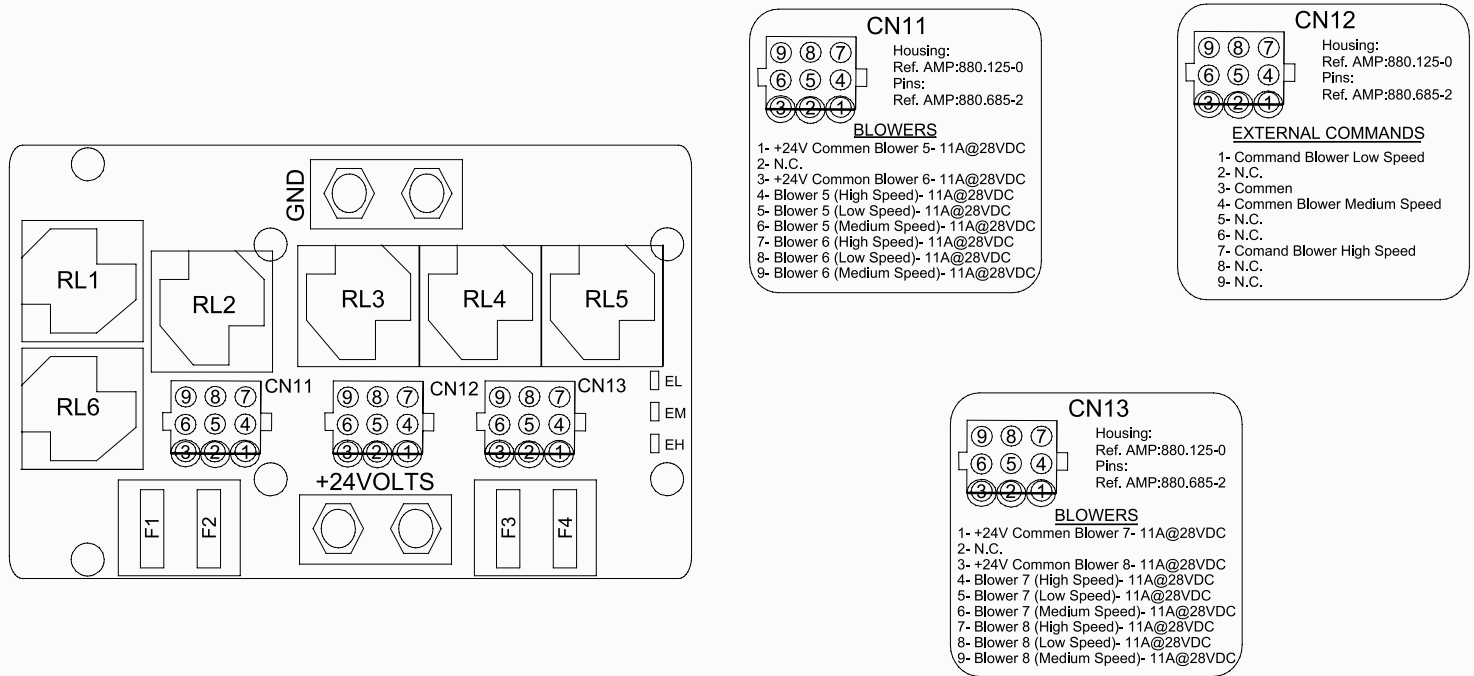 GND
RL1
RL2
RL3
RL4
RL5
RL6
CN11
9 8 7
6 5 4
3 2 1
CN12
9 8 7
6 5 4
3 2 1
CN13
9 8 7
6 5 4
3 2 1
EL
EM
EH
+24VOLTS
F1
F2
F3
F4
CN11
9 8 7
6 5 4
3 2 1
Housing:
Ref. AMP:880.125-0
Pins:
Ref. AMP:880.685-2
BLOWERS
1- +24V Commen Blower 5- 11A@28VDC
2- N.C.
3- +24V Common Blower 6- 11A@28VDC
4- Blower 5 (High Speed)- 11A@28VDC
5- Blower 5 (Low Speed)- 11A@28VDC
6- Blower 5 (Medium Speed)- 11A@28VDC
7- Blower 6 (High Speed)- 11A@28VDC
8- Blower 6 (Low Speed)- 11A@28VDC
9- Blower 6 (Medium Speed)- 11A@28VDC
CN12
9 8 7
6 5 4
3 2 1
Housing:
Ref. AMP:880.125-0
Pins:
Ref. AMP:880.685-2
EXTERNAL COMMANDS
1- Command Blower Low Speed
2- N.C.
3- Commen
4- Commen Blower Medium Speed
5- N.C.
6- N.C.
7- Comand Blower High Speed
8- N.C.
9- N.C.
CN13
9 8 7
6 5 4
3 2 1
Housing:
Ref. AMP:880.125-0
Pins:
Ref. AMP:880.685-2
BLOWERS
1- +24V Commen Blower 7- 11A@28VDC
2- N.C.
3- +24V Common Blower 8- 11A@28VDC
4- Blower 7 (High Speed)- 11A@28VDC
5- Blower 7 (Low Speed)- 11A@28VDC
6- Blower 7 (Medium Speed)- 11A@28VDC
7- Blower 8 (High Speed)- 11A@28VDC
8- Blower 8 (Low Speed)- 11A@28VDC
9- Blower 8 (Medium Speed)- 11A@28VDC